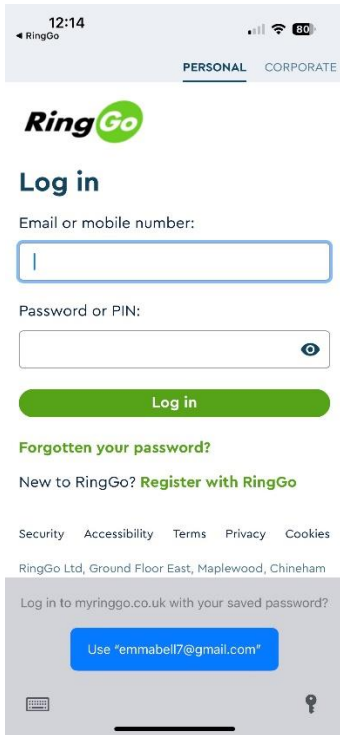 12:14
80
◀ RingGo
PERSONAL CORPORATE
RingGo
Log in
Email or mobile number:
Password or PIN:
Log in
Forgotten your password?
New to RingGo? Register with RingGo
Security Accessibility Terms Privacy Cookies
RingGo Ltd, Ground Floor East, Maplewood, Chineham
Log in to myringgo.co.uk with your saved password?
Use “emmabell7@gmail.com”